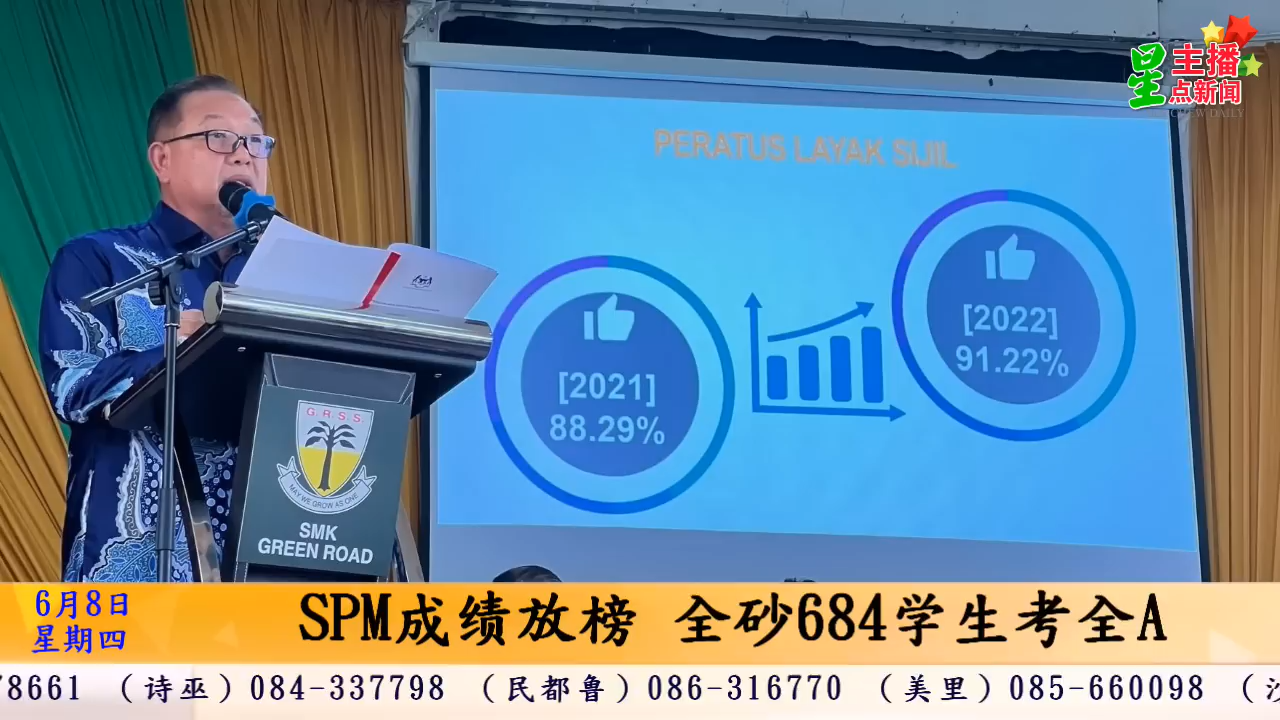 星 主播
点新闻
CHEW DAILY
PERATUS LAYAK SIJIL
[2021]
88.29%
[2022]
91.22%
G.R.S.S.
MAY WE GROW AS ONE
SMK
GREEN ROAD
6月8日
星期四
SPM成绩放榜 全砂684学生考全A
78661 （诗巫）084-337798 （民都鲁）086-316770 （美里）085-660098 （沙